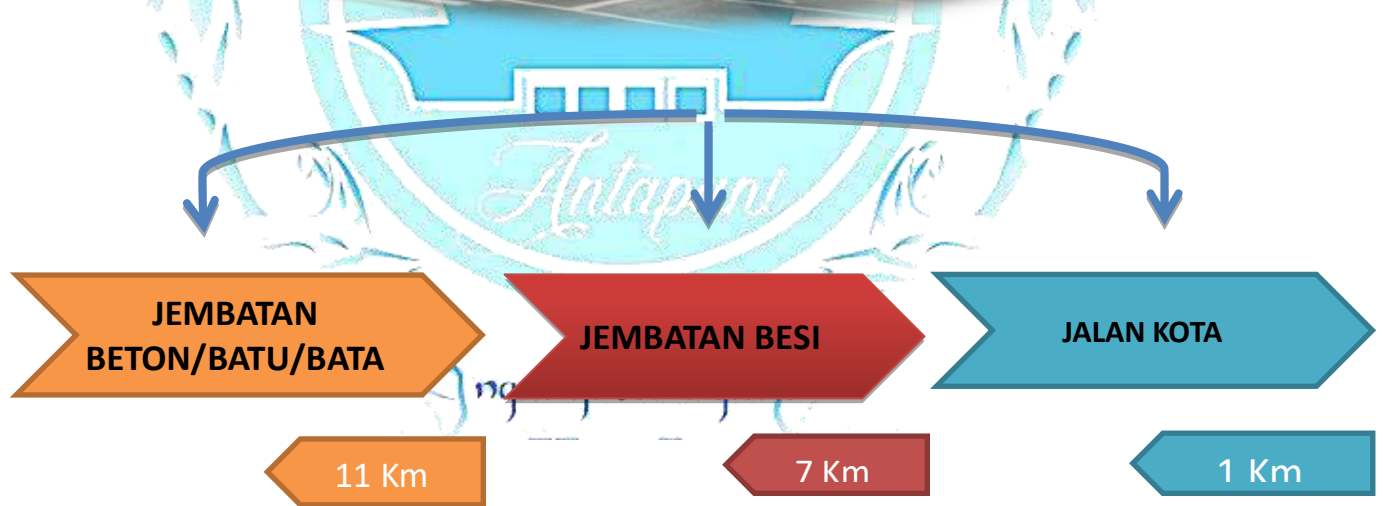 JEMBATAN
BETON/BATU/BATA
JEMBATAN BESI
JALAN KOTA
11 Km
7 Km
1 Km